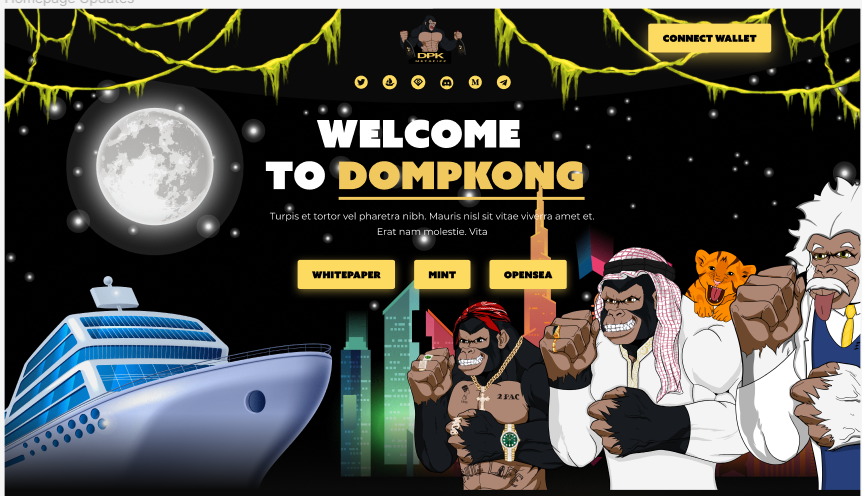 Homepage Updates
DPK
CONNECT WALLET
M
WELCOME
TO DOMPKONG
Turpis et tortor vel pharetra nibh. Mauris nisl sit vitae viverra amet et.
Erat nam molestie. Vita
WHITEPAPER
MINT
OPENSEA
2PAC